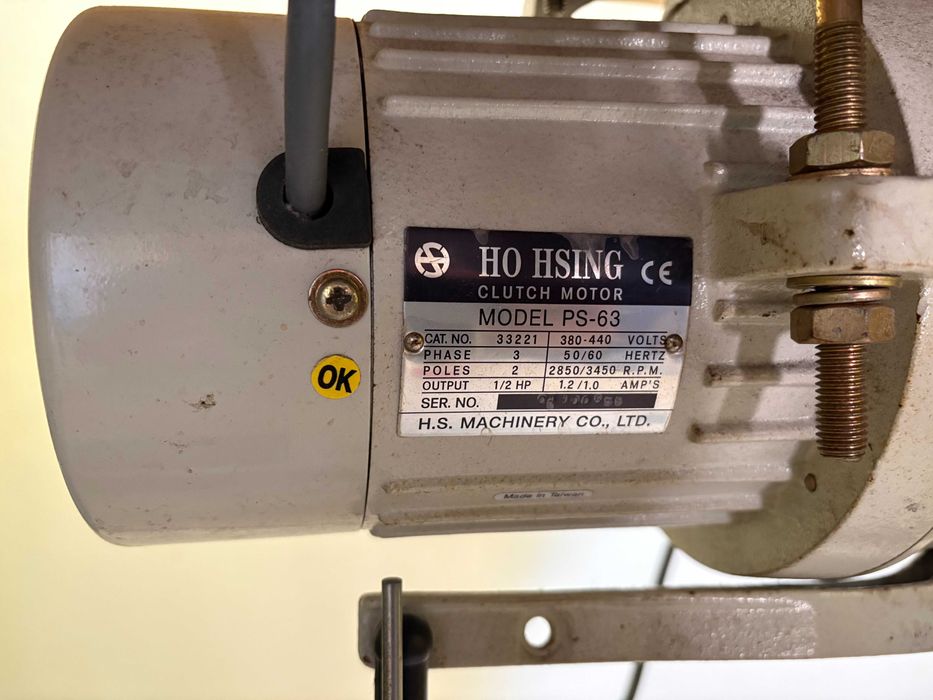 HO HSING CE
CLUTCH MOTOR
MODEL PS-63
CAT. NO. 33221 380-440 VOLTS
PHASE 3 50/60 HERTZ
POLES 2 2850/3450 R.P.M.
OUTPUT 1/2 HP 1.2/1.0 AMP'S
SER. NO.
H.S. MACHINERY CO., LTD.
OK
Made in Taiwan